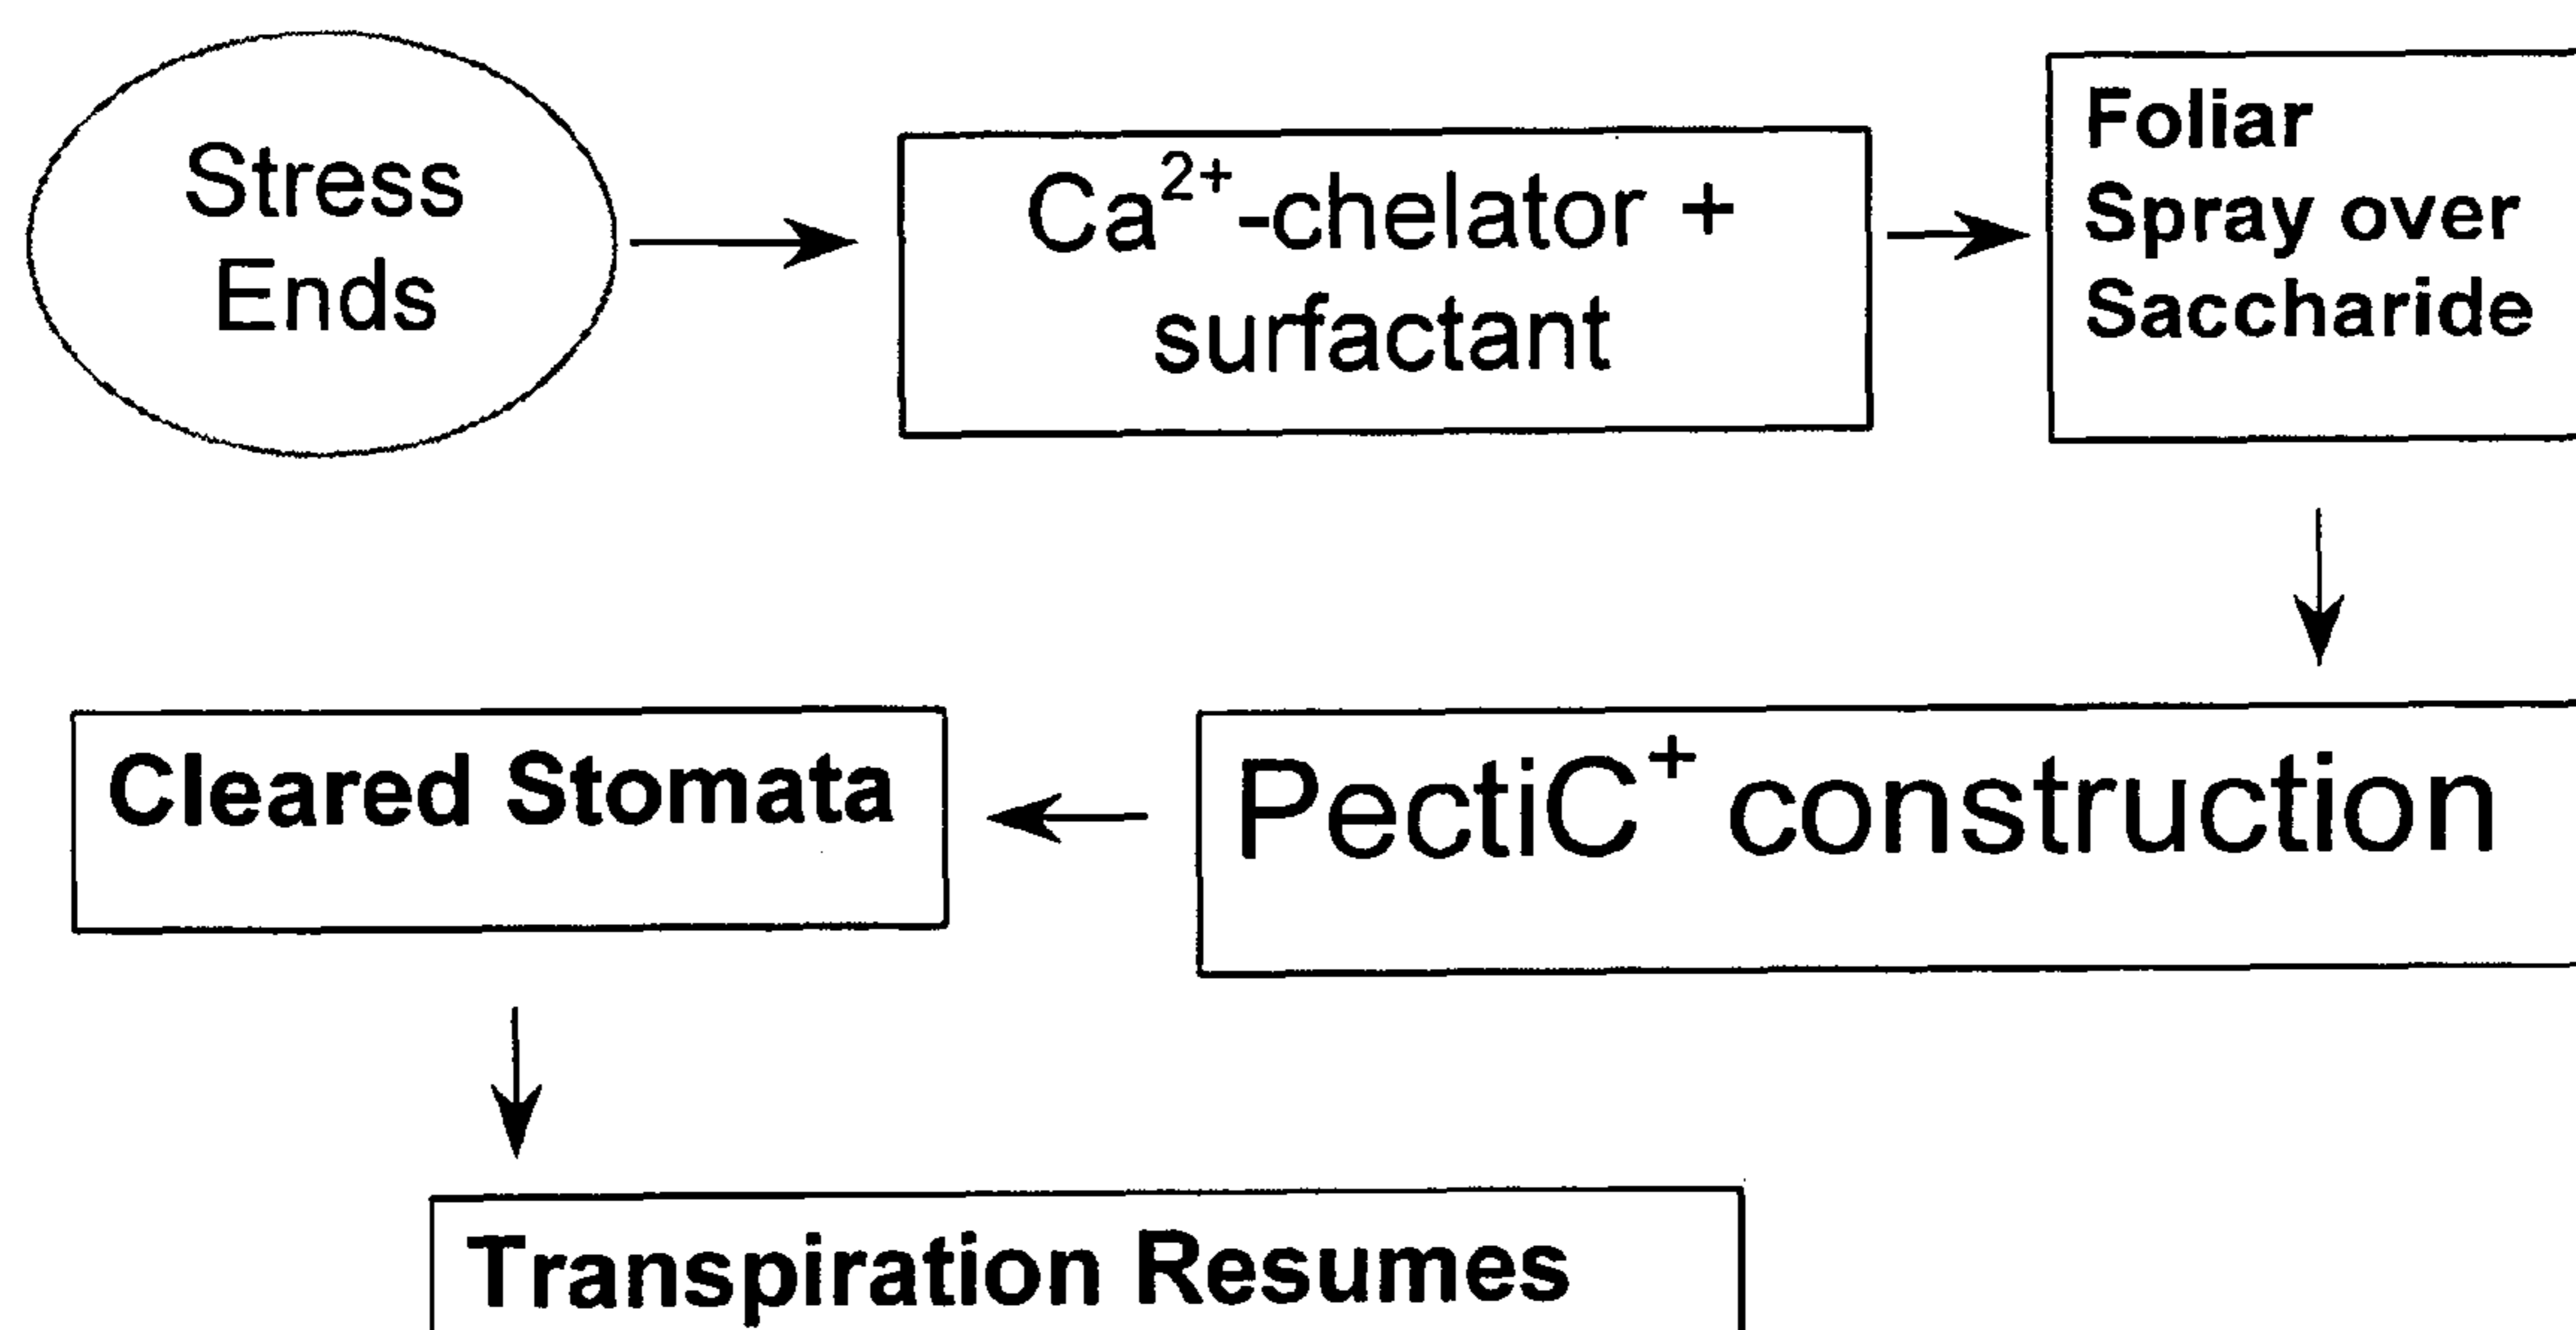 Stress
Ends
Ca²⁺-chelator +
surfactant
Foliar
Spray over
Saccharide
PectiC⁺ construction
Cleared Stomata
Transpiration Resumes